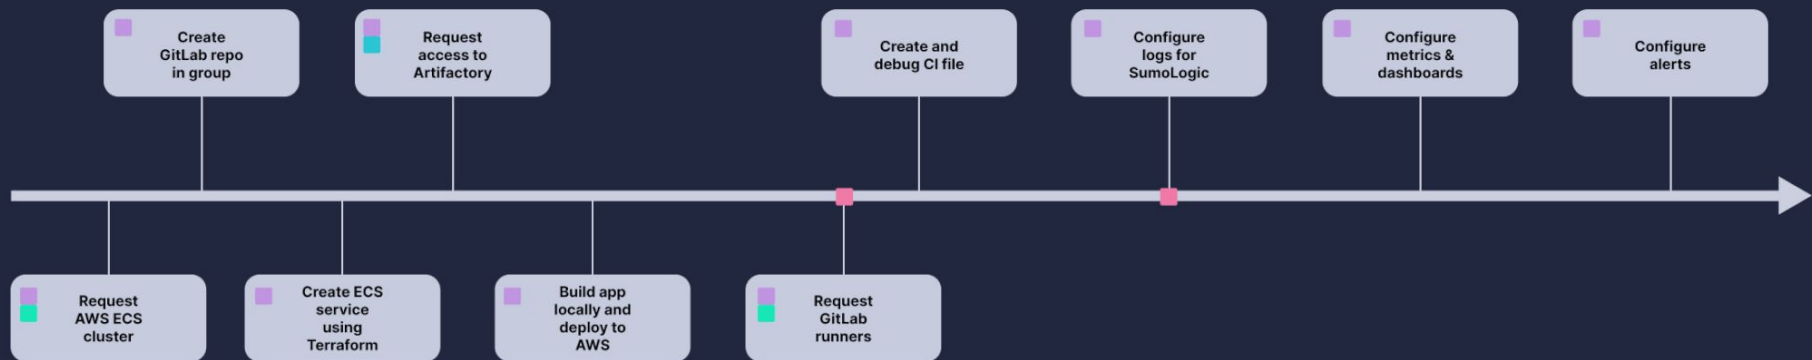 Create
GitLab repo
in group
Request
access to
Artifactory
Create and
debug CI file
Configure
logs for
SumoLogic
Configure
metrics &
dashboards
Configure
alerts
Request
AWS ECS
cluster
Create ECS
service
using
Terraform
Build app
locally and
deploy to
AWS
Request
GitLab
runners